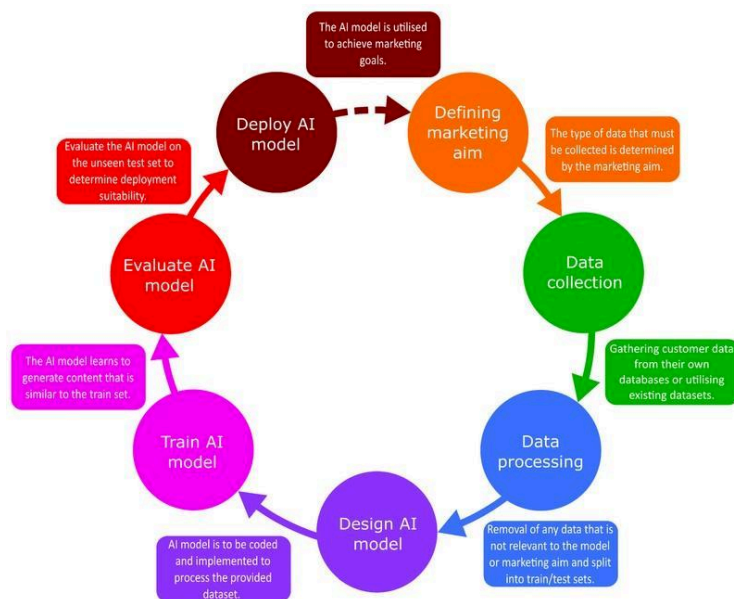 The AI model is utilised
to achieve marketing
goals.
Deploy AI
model
Defining
marketing
aim
Evaluate the AI model on
the unseen test set to
determine deployment
suitability.
The type of data that must
be collected is determined
by the marketing aim.
Evaluate AI
model
Data
collection
The AI model learns to
generate content that is
similar to the train set.
Gathering customer data
from their own
databases or utilising
existing datasets.
Train AI
model
Data
processing
Design AI
model
AI model is to be coded
and implemented to
process the provided
dataset.
Removal of any data that is
not relevant to the model
or marketing aim and split
into train/test sets.